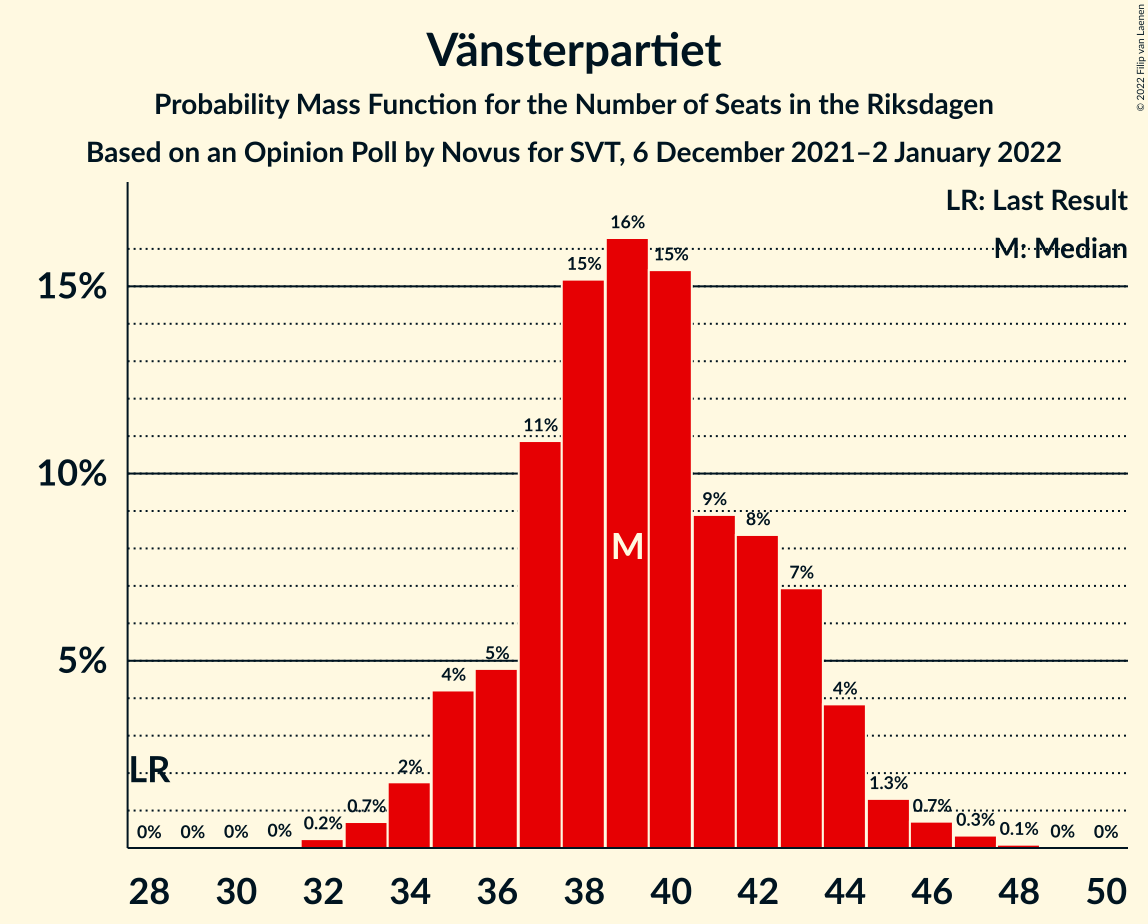 Vänsterpartiet
Probability Mass Function for the Number of Seats in the Riksdagen
Based on an Opinion Poll by Novus for SVT, 6 December 2021–2 January 2022
© 2022 Filip van Laenen
LR: Last Result
M: Median
15%
10%
5%
LR
M
0%
0%
0%
0%
0.2%
0.7%
2%
4%
5%
11%
15%
16%
15%
9%
8%
7%
4%
1.3%
0.7%
0.3%
0.1%
0%
0%
28 30 32 34 36 38 40 42 44 46 48 50